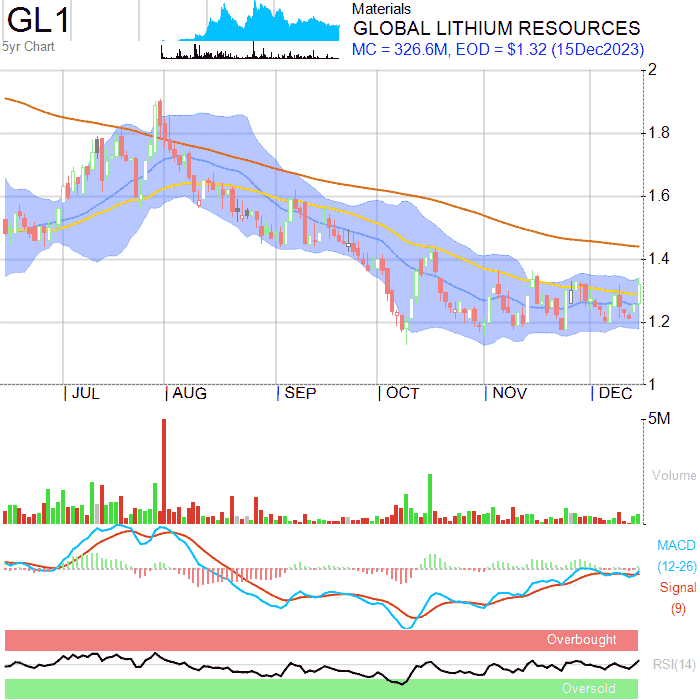 GL1
5yr Chart
Materials
GLOBAL LITHIUM RESOURCES
MC = 326.6M, EOD = $1.32 (15Dec2023)
2
1.8
1.6
1.4
1.2
1
JUL AUG SEP OCT NOV DEC
5M
Volume
MACD
(12-26)
Signal
(9)
Overbought
RSI(14)
Oversold